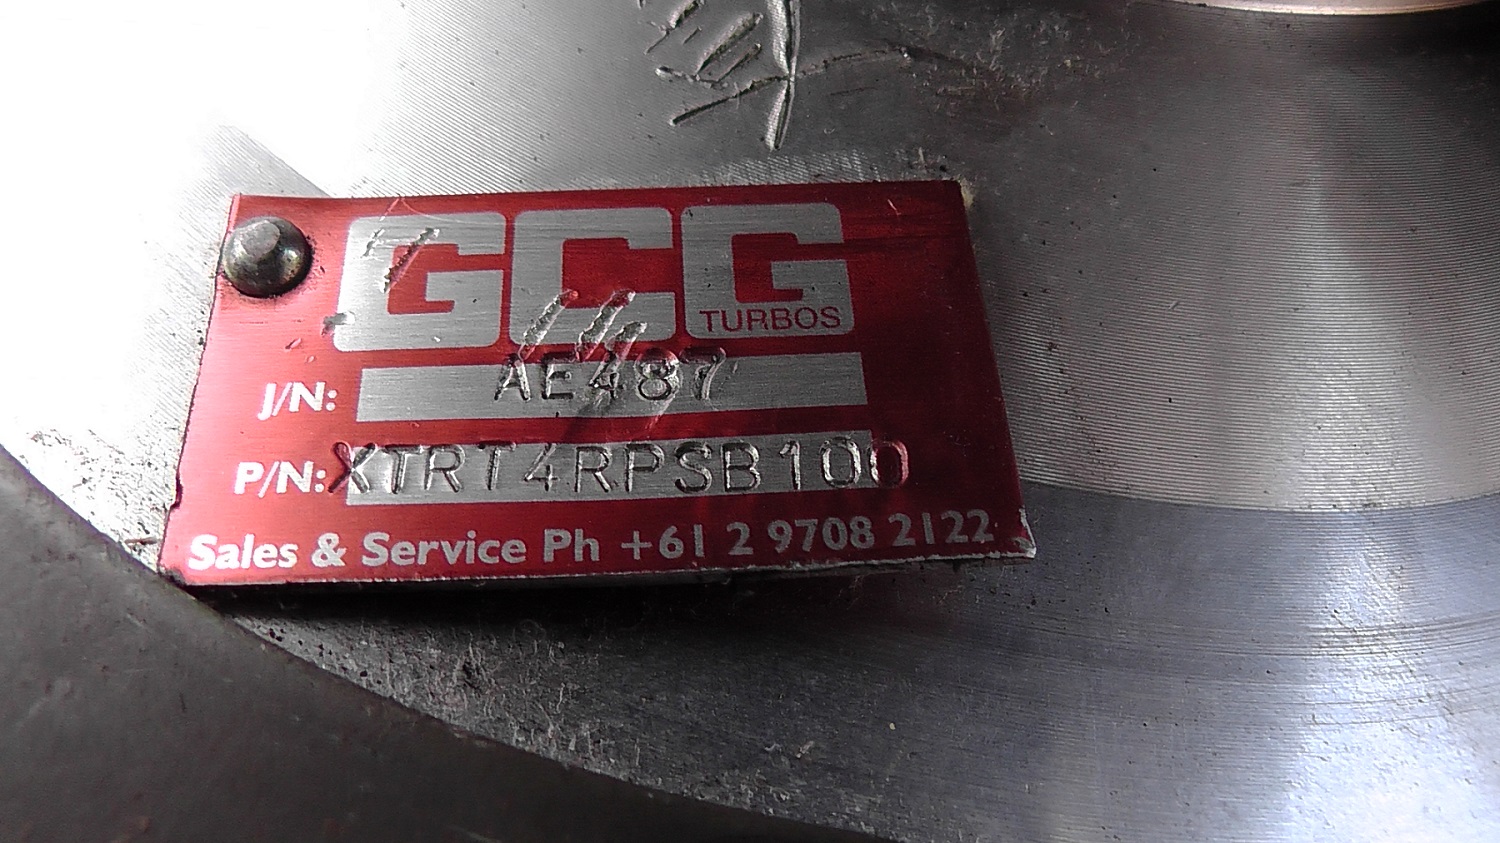 GCG
TURBOS
J/N: AE487
P/N: XTRT4RPSB100
Sales & Service Ph +61 2 9708 2122